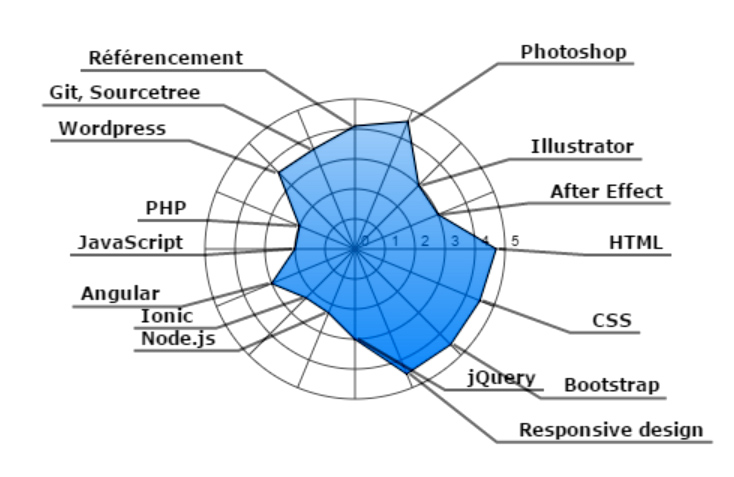 Référencement
Photoshop
Git, Sourcetree
Wordpress
Illustrator
After Effect
PHP
JavaScript
0 1 2 3 4 5
HTML
Angular
Ionic
Node.js
CSS
jQuery
Bootstrap
Responsive design